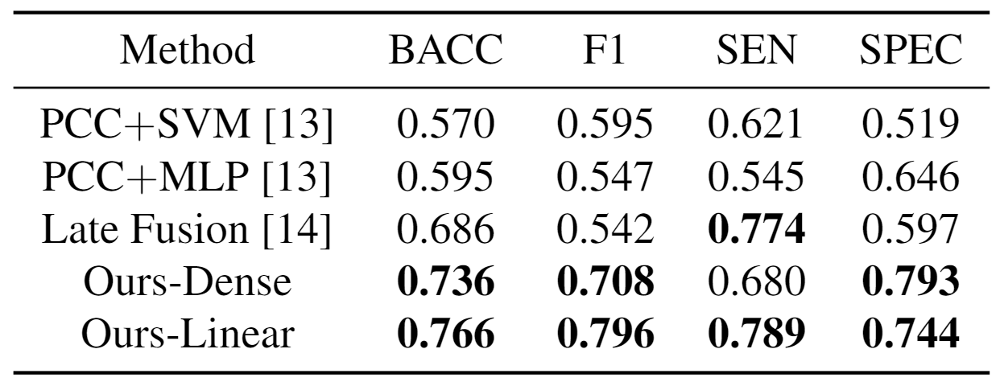 Method BACC F1 SEN SPEC
PCC+SVM [13] 0.570 0.595 0.621 0.519
PCC+MLP [13] 0.595 0.547 0.545 0.646
Late Fusion [14] 0.686 0.542 0.774 0.597
Ours-Dense 0.736 0.708 0.680 0.793
Ours-Linear 0.766 0.796 0.789 0.744